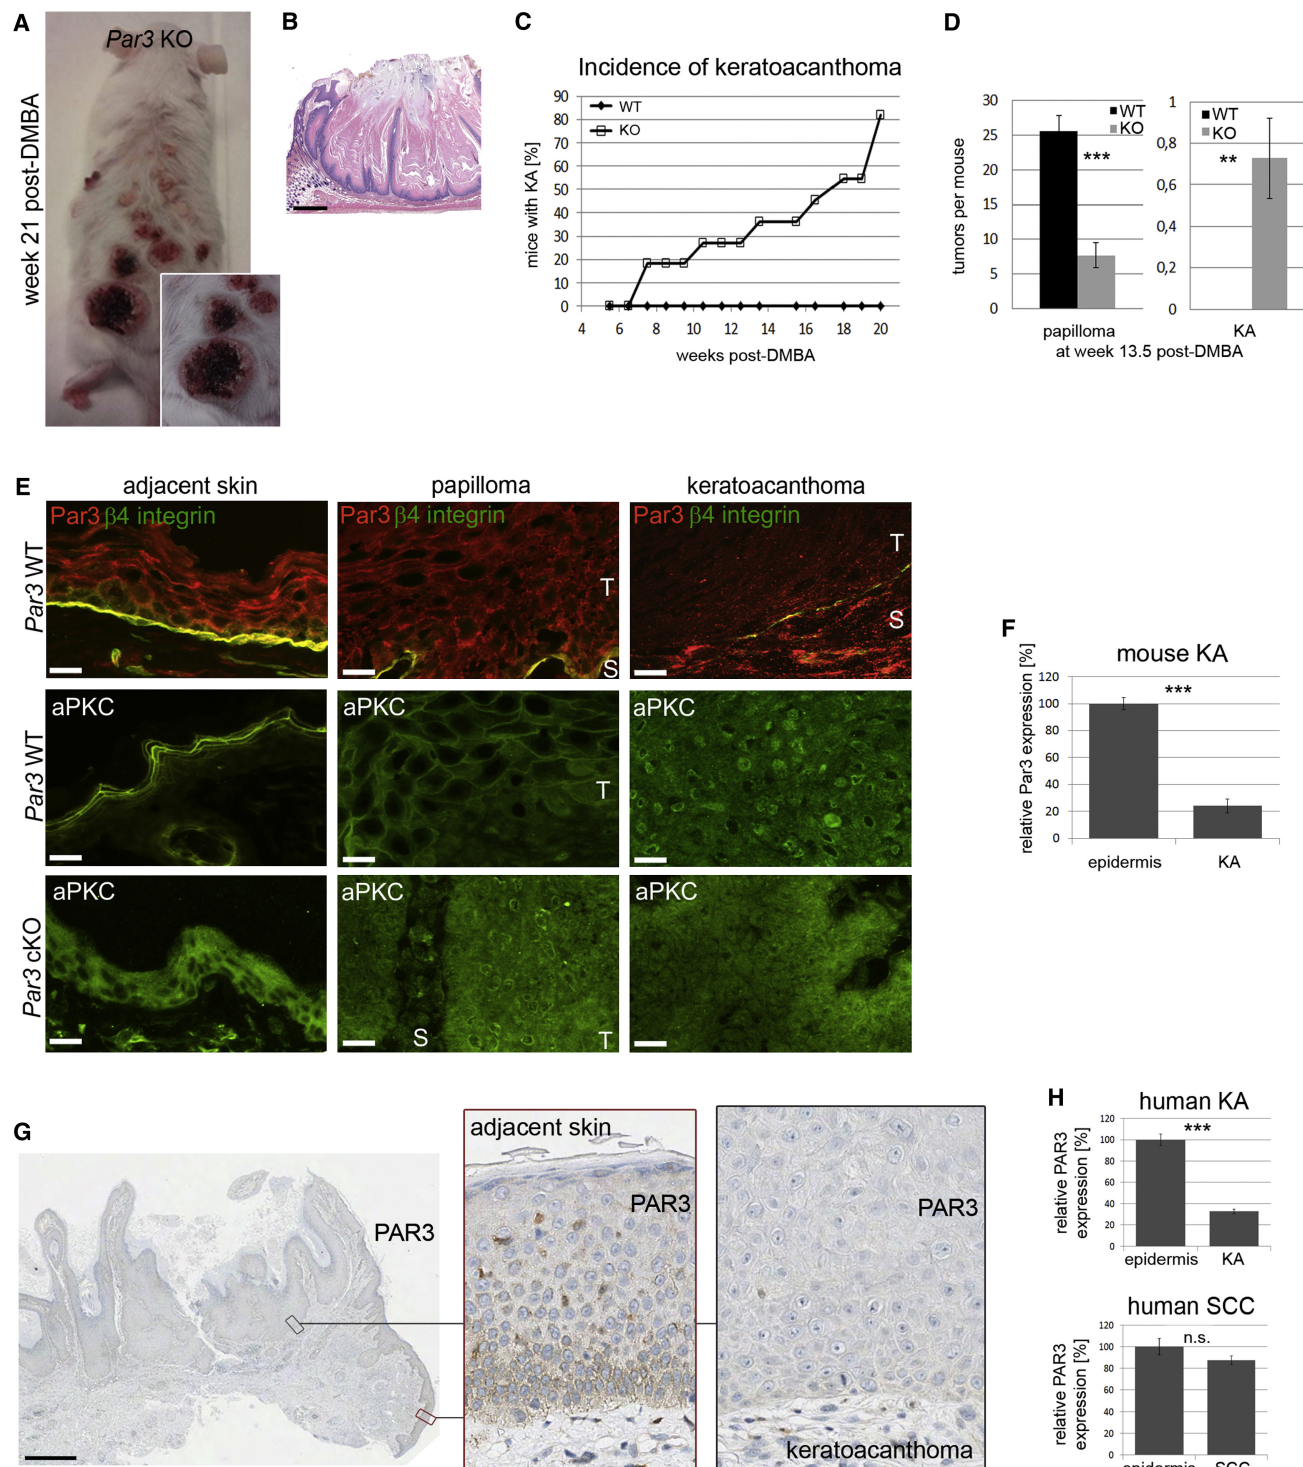 A
Par3 KO
week 21 post-DMBA
B
C
Incidence of keratoacanthoma
mice with KA [%]
90
80
70
60
50
40
30
20
10
0
WT
KO
4 6 8 10 12 14 16 18 20
weeks post-DMBA
D
tumors per mouse
30
25
20
15
10
5
0
WT
KO
***
papilloma
1
0,8
0,6
0,4
0,2
0
WT
KO
**
KA
at week 13.5 post-DMBA
E
adjacent skin papilloma keratoacanthoma
Par3 WT
Par3 β4 integrin
Par3 β4 integrin
T
S
Par3 β4 integrin
T
S
Par3 WT
aPKC
aPKC
T
aPKC
Par3 cKO
aPKC
aPKC
S
T
aPKC
F
mouse KA
relative Par3 expression [%]
120
100
80
60
40
20
0
***
epidermis KA
G
PAR3
adjacent skin
PAR3
PAR3
keratoacanthoma
H
human KA
relative PAR3
expression [%]
120
100
80
60
40
20
0
***
epidermis KA
human SCC
relative PAR3
expression [%]
120
100
80
60
40
20
0
n.s.
epidermis SCC